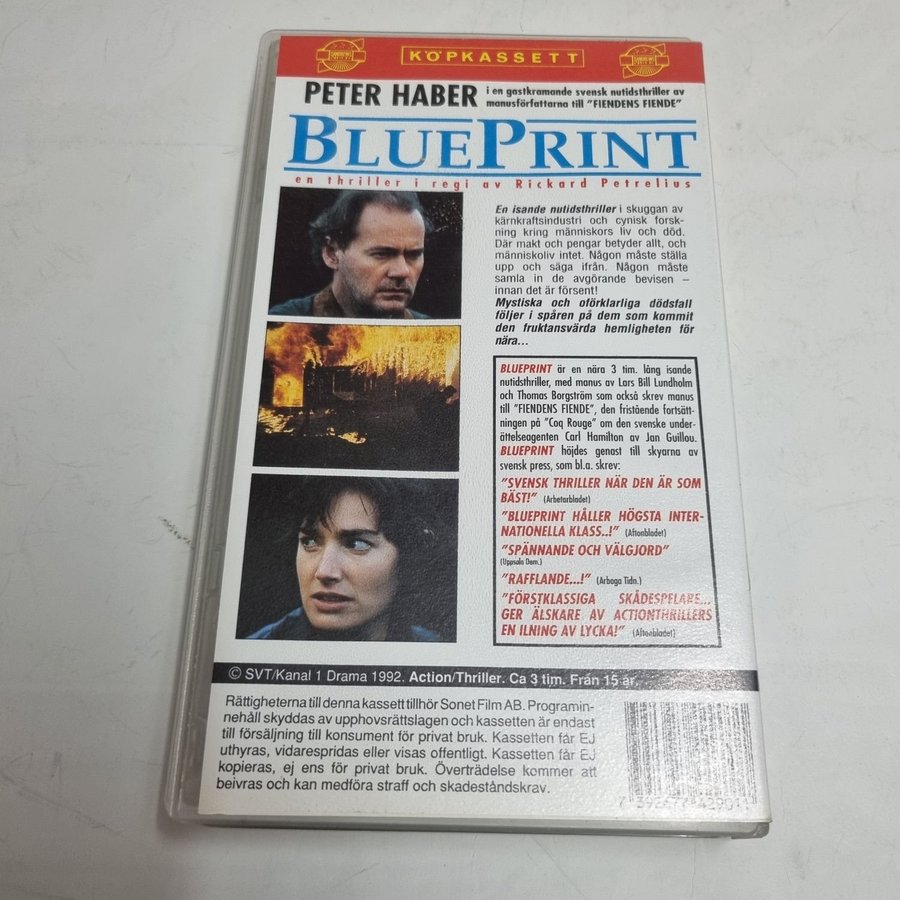 KÖPKASSETT
PETER HABER
i en gastkramande svensk nutidsthriller av
manusförfattarna till "FIENDENS FIENDE"
BLUEPRINT
en thriller i regi av Rickard Petrelius
En isande nutidsthriller i skuggan av
kärnkraftsindustri och cynisk forsk-
ning kring människors liv och död.
Där makt och pengar betyder allt, och
människoliv intet. Någon måste ställa
upp och säga ifrån. Någon måste
samla in de avgörande bevisen –
innan det är försent!
Mystiska och oförklarliga dödsfall
följer i spåren på dem som kommit
den fruktansvärda hemligheten för
nära...
BLUEPRINT är en nära 3 tim. lång isande
nutidsthriller, med manus av Lars Bill Lundholm
och Thomas Borgström som också skrev manus
till "FIENDENS FIENDE", den fristående fortsätt-
ningen på "Coq Rouge" om den svenske under-
ättelseagenten Carl Hamilton av Jan Guillou.
BLUEPRINT höjdes genast till skyarna av
svensk press, som bl.a. skrev:
"SVENSK THRILLER NÄR DEN ÄR SOM
BÄST!" (Arbetarbladet)
"BLUEPRINT HÅLLER HÖGSTA INTER-
NATIONELLA KLASS..!" (Aftonbladet)
"SPÄNNANDE OCH VÄLGJORD"
(Uppsala Dem.)
"RAFFLANDE...!" (Arboga Tidn.)
"FÖRSTKLASSIGA SKÅDESPELARE...
GER ÄLSKARE AV ACTIONTHRILLERS
EN ILNING AV LYCKA!" (Aftonbladet)
© SVT/Kanal 1 Drama 1992. Action/Thriller. Ca 3 tim. Från 15 år.
Rättigheterna till denna kassett tillhör Sonet Film AB. Programin-
nehåll skyddas av upphovsrättslagen och kassetten är endast
till försäljning till konsument för privat bruk. Kassetten får EJ
uthyras, vidarespridas eller visas offentligt. Kassetten får EJ
kopieras, ej ens för privat bruk. Överträdelse kommer att
beivras och kan medföra straff och skadeståndskrav.